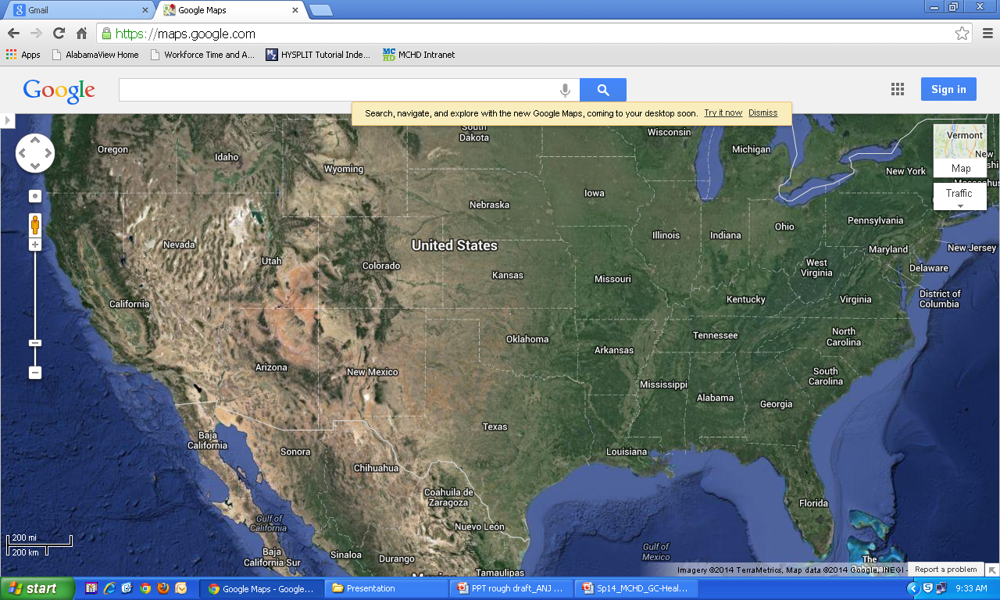 Gmail
Google Maps
https://maps.google.com
Apps
AlabamaView Home
Workforce Time and A...
HYSPLIT Tutorial Inde...
MCHD Intranet
Google
Sign in
Search, navigate, and explore with the new Google Maps, coming to your desktop soon. Try it now Dismiss
South
Dakota
Wisconsin
Michigan
Vermont
Oregon
Idaho
Wyoming
New York
Map
Iowa
Traffic
Nebraska
Pennsylvania
Illinois
Indiana
Ohio
Nevada
United States
Maryland
New Jersey
Utah
Colorado
Kansas
Missouri
West
Virginia
Delaware
California
Kentucky
Virginia
District of
Columbia
Oklahoma
Arkansas
Tennessee
North
Carolina
Arizona
New Mexico
Mississippi
Alabama
South
Carolina
Georgia
Texas
Baja
California
Sonora
Chihuahua
Louisiana
Coahuila de
Zaragoza
Florida
Gulf of
California
Nuevo León
200 mi
200 km
Baja
California Sur
Sinaloa
Durango
Gulf of
Mexico
Tamaulipas
The
Imagery ©2014 TerraMetrics, Map data ©2014 Google, INEGI -
Report a problem
start
Google Maps - Google...
Presentation
PPT rough draft_ANJ ...
Sp14_MCHD_GC-Heal...
9:33 AM